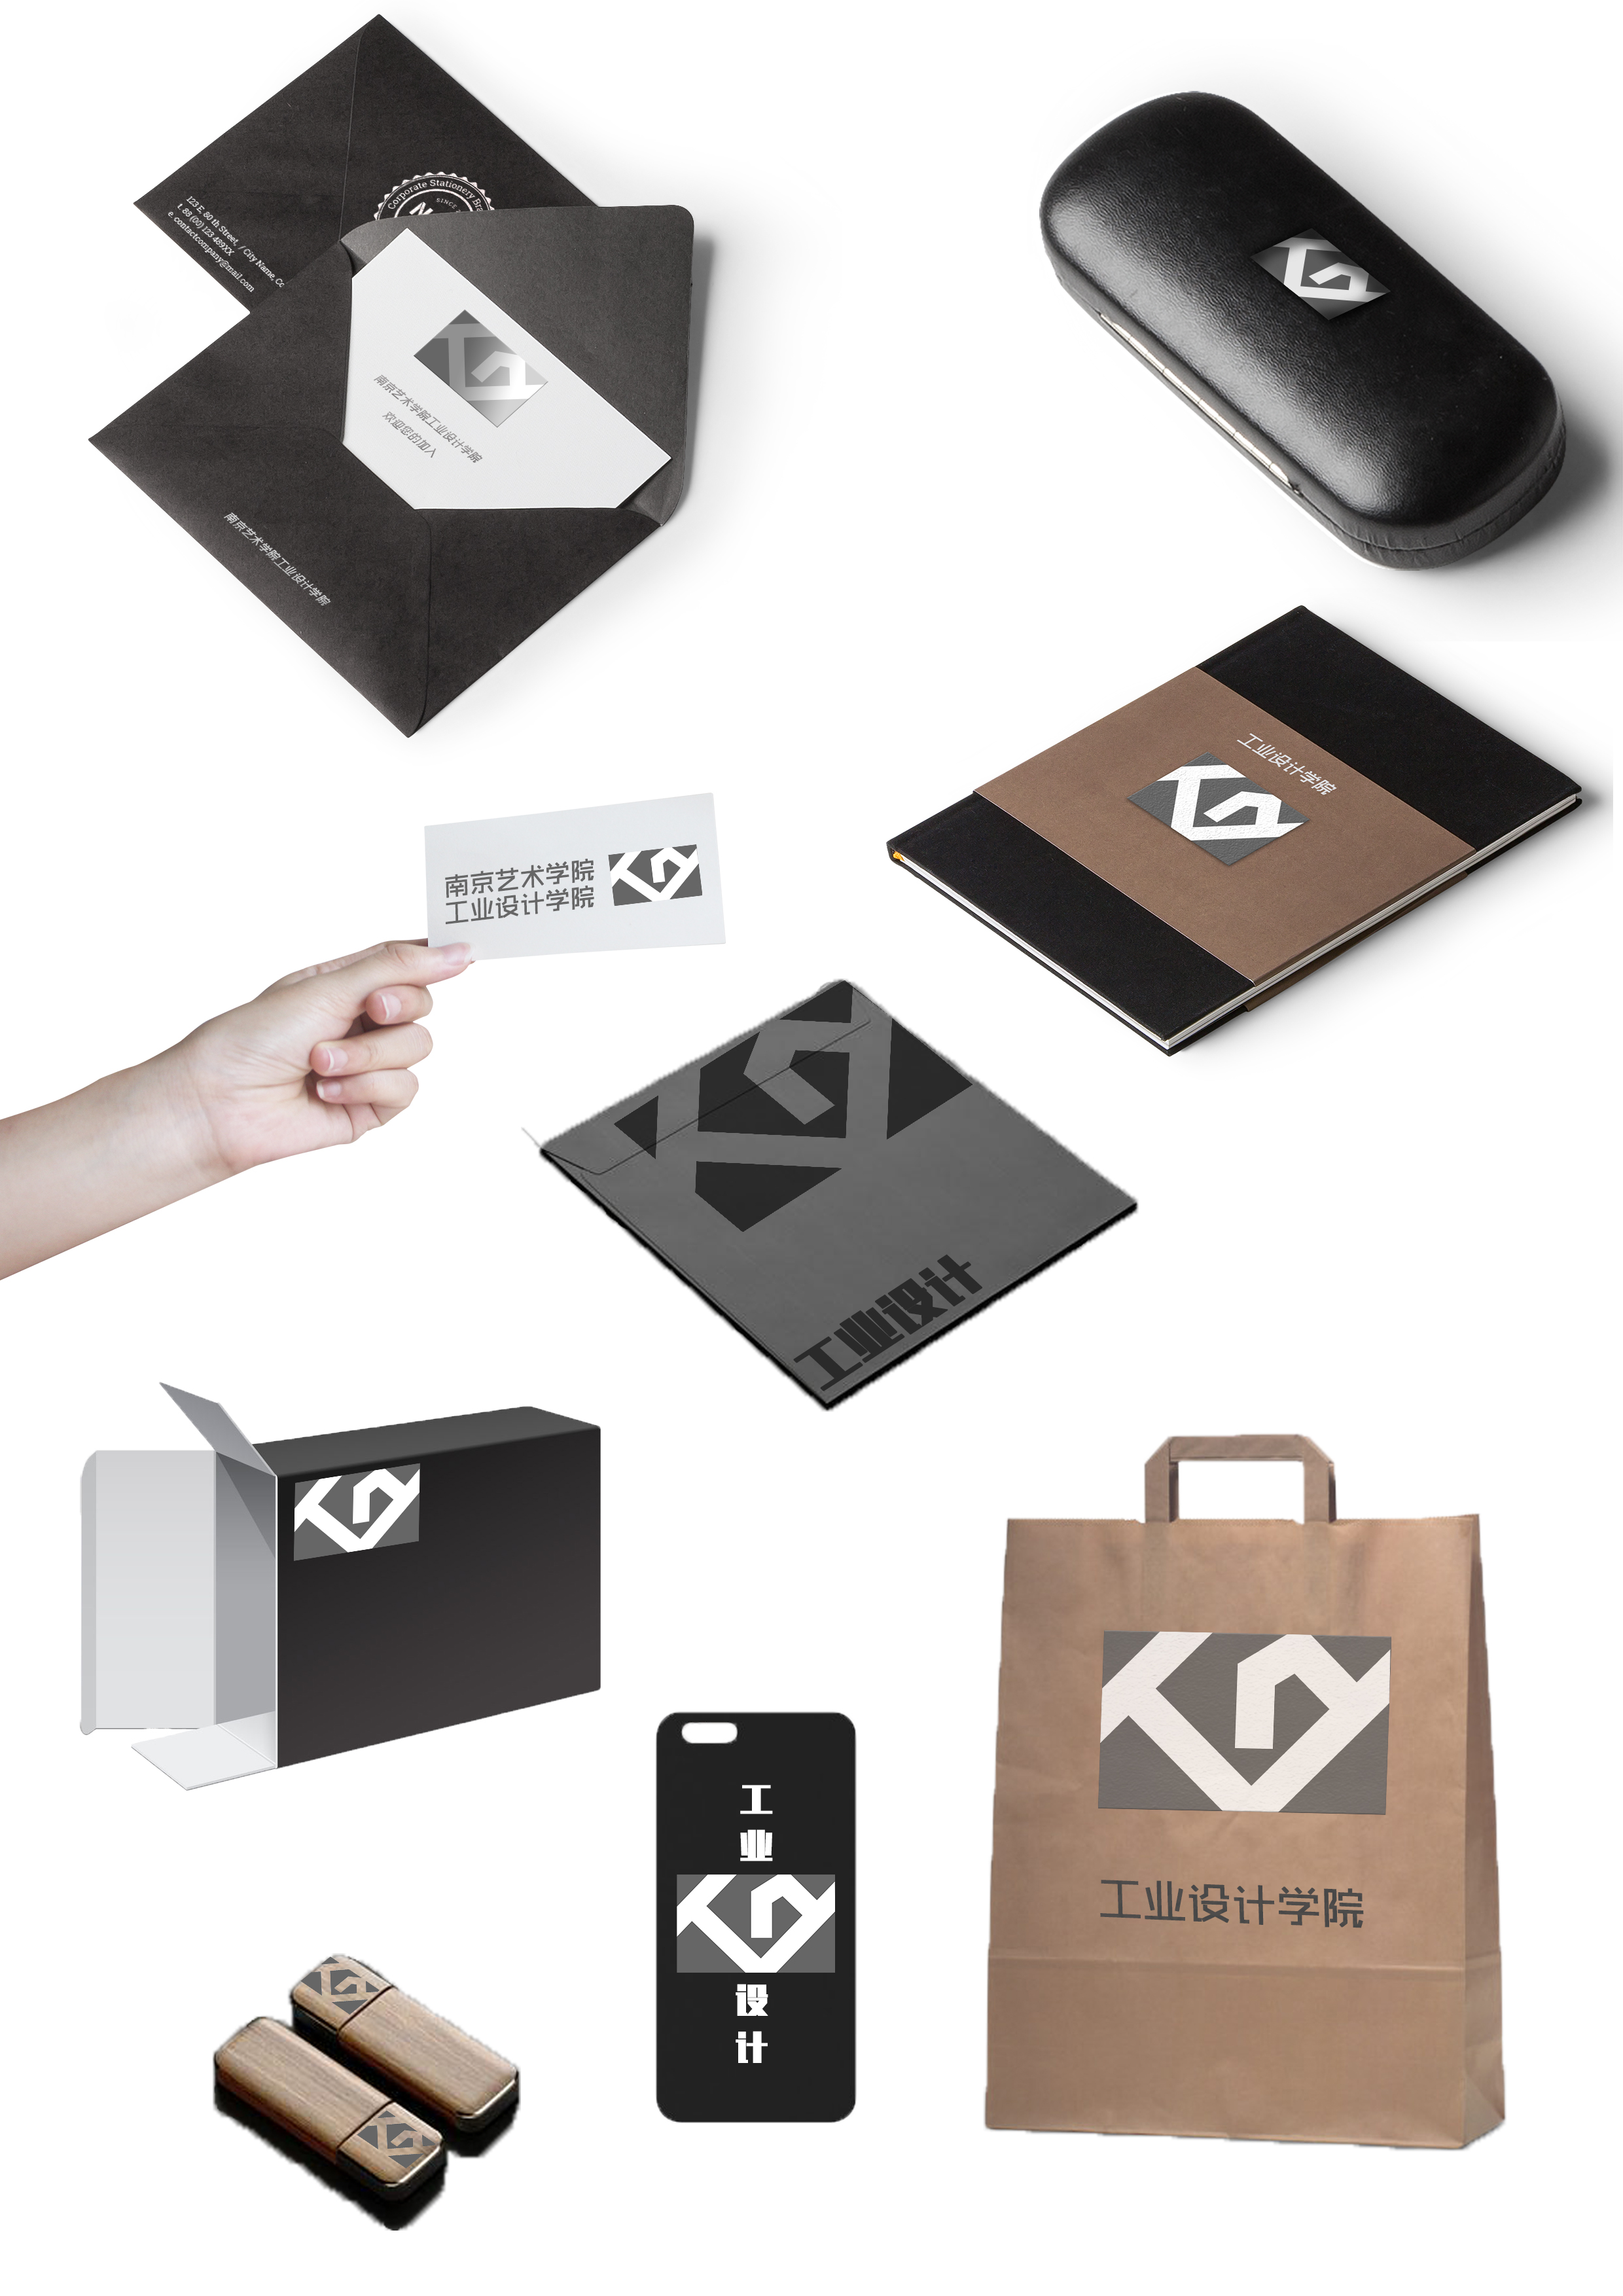 123 E, 80 th Street, / City Name, Cc
t. 88 (00) 123 489XX
e. contactcompany@mail.com
Corporate Stationery Bra
SINCE
南京艺术学院工业设计学院
欢迎您的加入
南京艺术学院工业设计学院
工业设计学院
南京艺术学院
工业设计学院
工业设计
工
业
设
计
工业设计学院